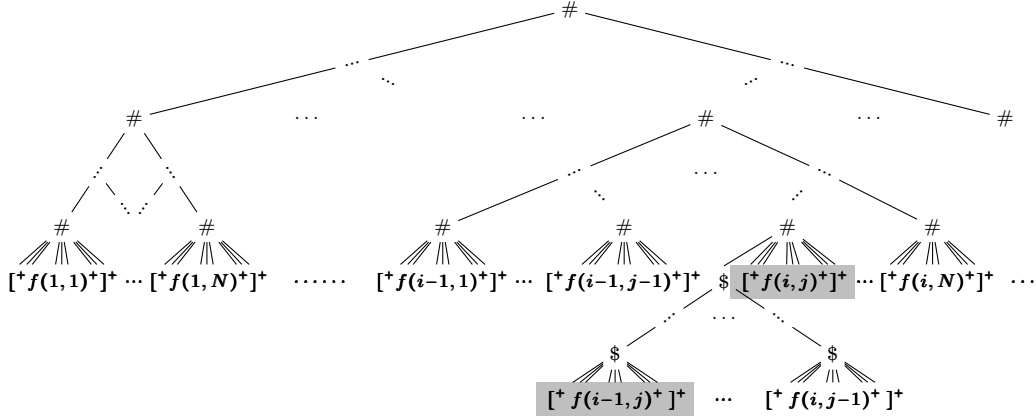 #
... ...
# ... ... # ... #
... ... ... ... ...
# # # # # #
[⁺ f(1,1)⁺]⁺ ... [⁺ f(1,N)⁺]⁺ ...... [⁺ f(i−1,1)⁺]⁺ ... [⁺ f(i−1,j−1)⁺]⁺ $ [⁺ f(i,j)⁺]⁺ ... [⁺ f(i,N)⁺]⁺ ...
... ... ...
$ $
[⁺ f(i−1,j)⁺ ]⁺ ... [⁺ f(i,j−1)⁺ ]⁺